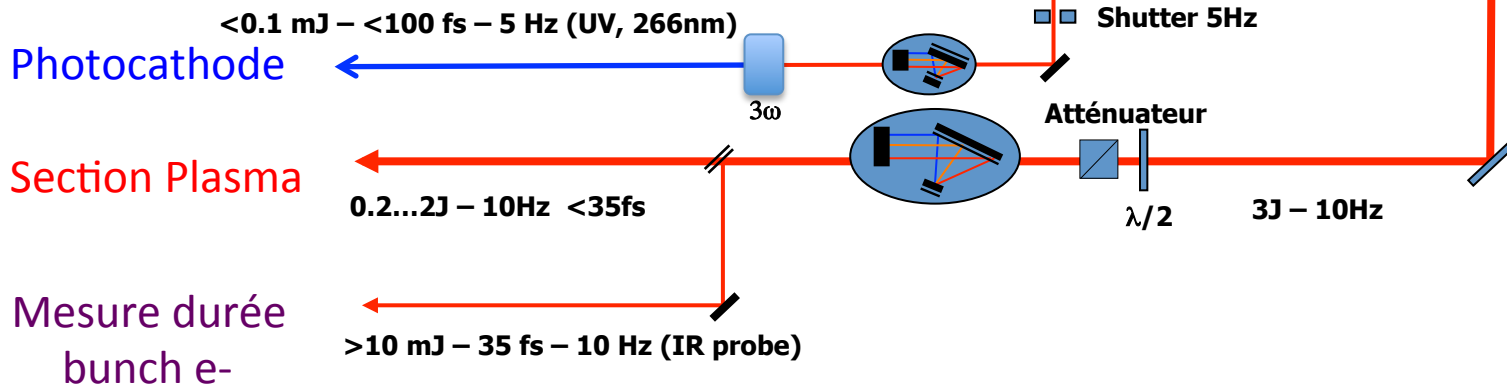 <0.1 mJ – <100 fs – 5 Hz (UV, 266nm)
Shutter 5Hz
Photocathode
3ω
Atténuateur
Section Plasma
0.2...2J – 10Hz <35fs
λ/2
3J – 10Hz
Mesure durée
bunch e-
>10 mJ – 35 fs – 10 Hz (IR probe)